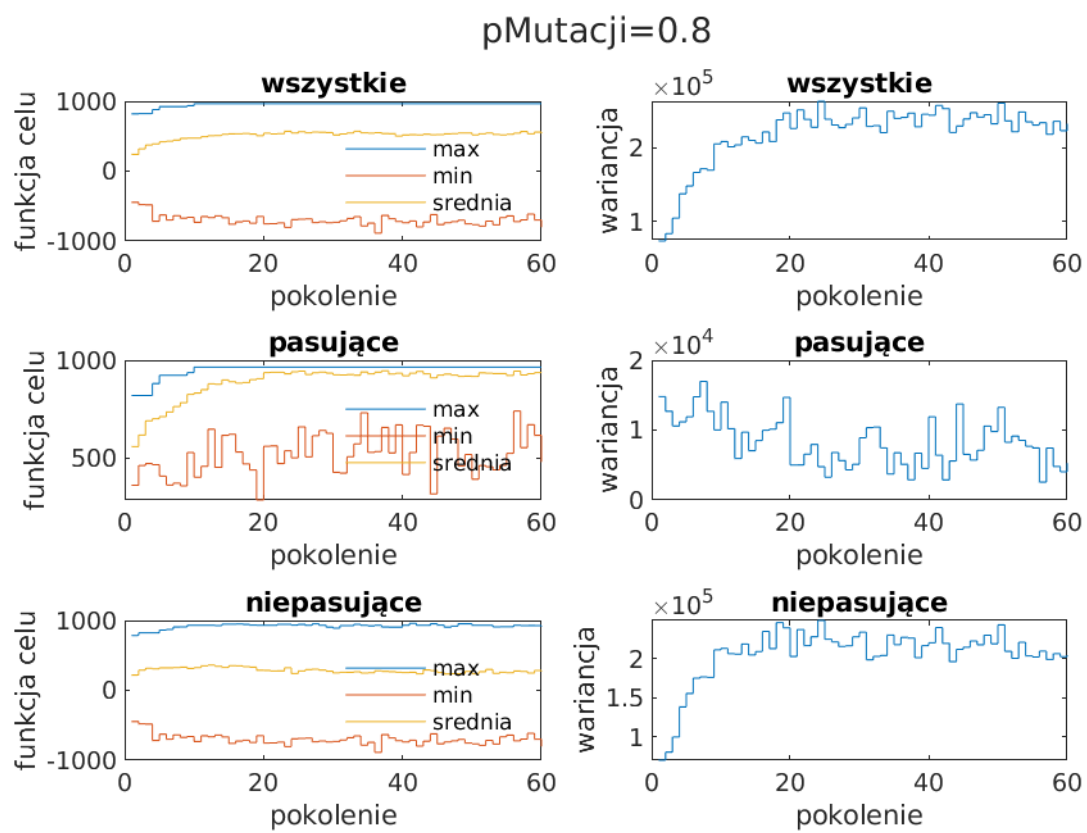 pMutacji=0.8
wszystkie
funkcja celu
1000
0
-1000
max
min
srednia
0 20 40 60
pokolenie
wszystkie
×10^5
wariancja
2
1
0 20 40 60
pokolenie
pasujące
funkcja celu
1000
500
max
min
srednia
0 20 40 60
pokolenie
pasujące
×10^4
wariancja
2
1
0
0 20 40 60
pokolenie
niepasujące
funkcja celu
1000
0
-1000
max
min
srednia
0 20 40 60
pokolenie
niepasujące
×10^5
wariancja
2
1.5
1
0 20 40 60
pokolenie